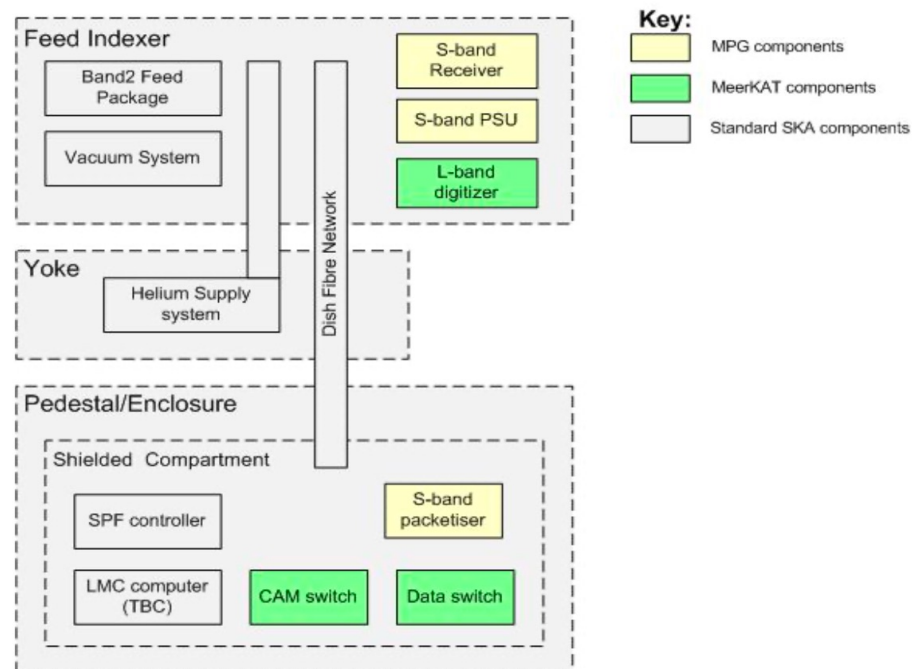 Feed Indexer
Band2 Feed
Package
Vacuum System
S-band
Receiver
S-band PSU
L-band
digitizer
Dish Fibre Network
Yoke
Helium Supply
system
Pedestal/Enclosure
Shielded Compartment
SPF controller
S-band
packetiser
LMC computer
(TBC)
CAM switch
Data switch
Key:
MPG components
MeerKAT components
Standard SKA components